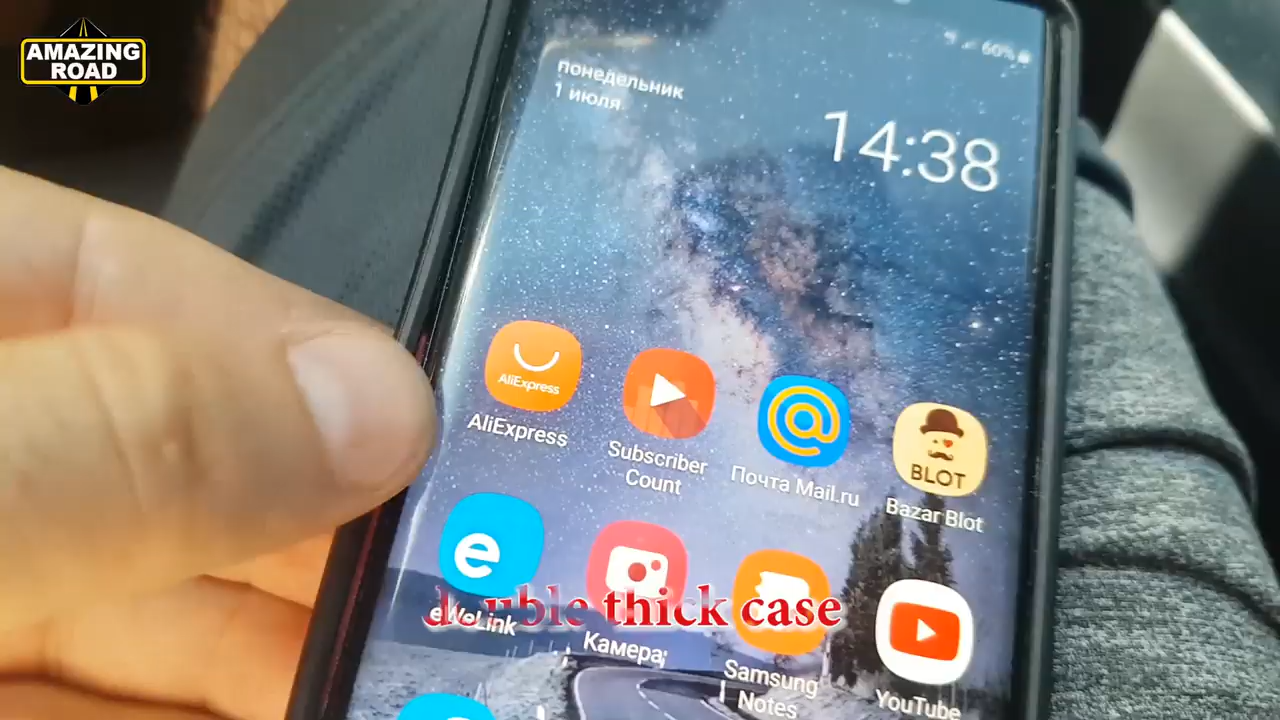 AMAZING
ROAD
60%
понедельник
1 июля
14:38
AliExpress
AliExpress
Subscriber
Count
Почта Mail.ru
BLOT
Bazar Blot
e
eWeLink
double thick case
Камера
Samsung
Notes
YouTube